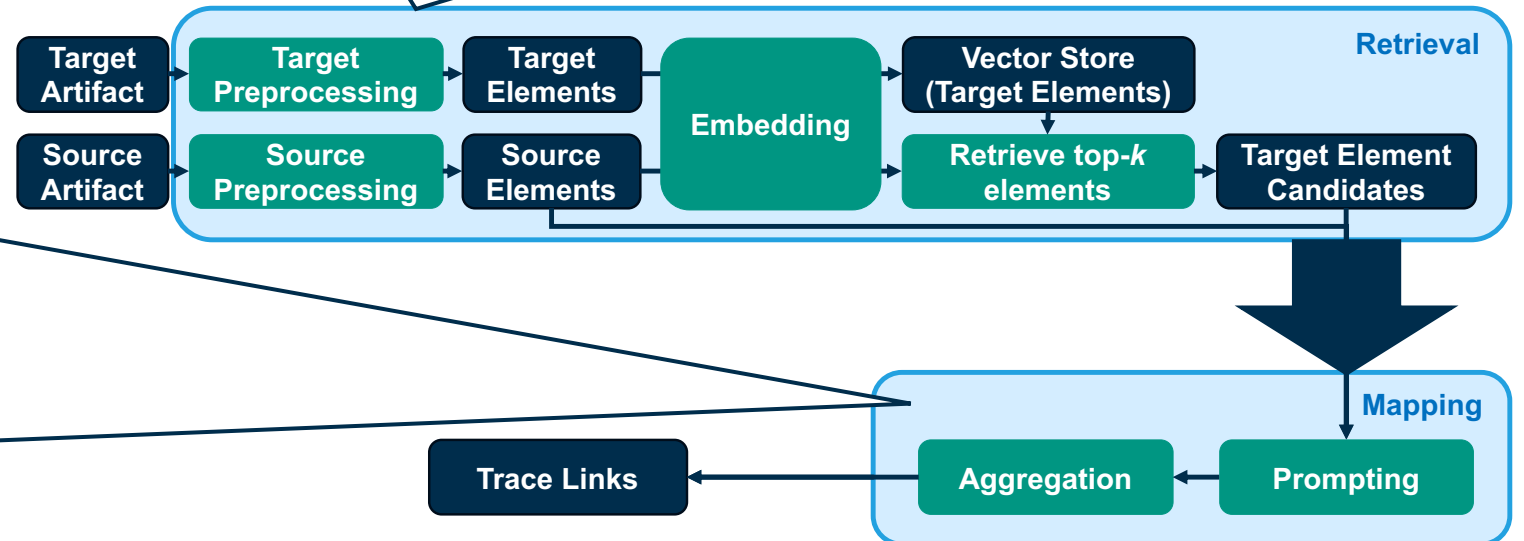 Retrieval
Target
Artifact
Target
Preprocessing
Target
Elements
Embedding
Vector Store
(Target Elements)
Source
Artifact
Source
Preprocessing
Source
Elements
Retrieve top-k
elements
Target Element
Candidates
Mapping
Trace Links
Aggregation
Prompting